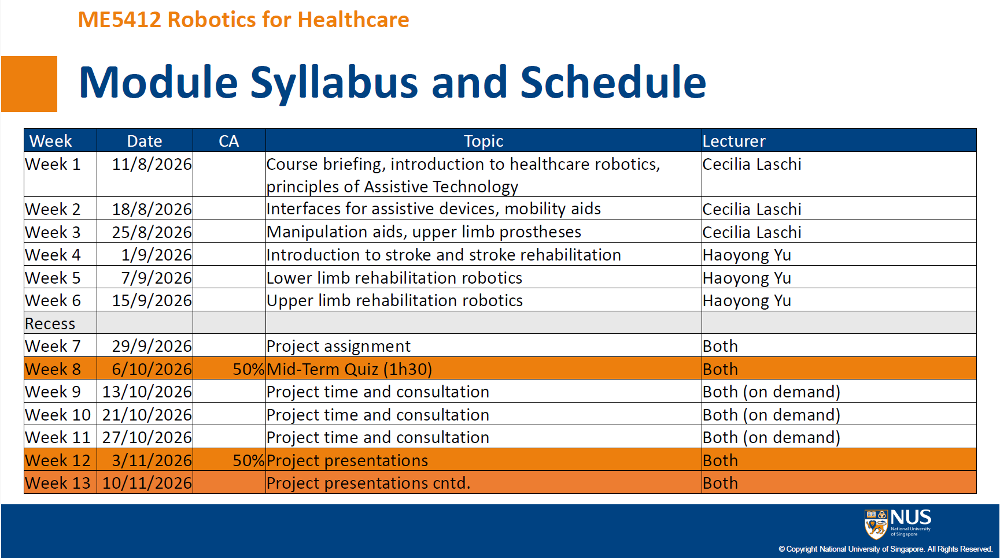 ME5412 Robotics for Healthcare
Module Syllabus and Schedule
Week Date CA Topic Lecturer
Week 1 11/8/2026 Course briefing, introduction to healthcare robotics, Cecilia Laschi
principles of Assistive Technology
Week 2 18/8/2026 Interfaces for assistive devices, mobility aids Cecilia Laschi
Week 3 25/8/2026 Manipulation aids, upper limb prostheses Cecilia Laschi
Week 4 1/9/2026 Introduction to stroke and stroke rehabilitation Haoyong Yu
Week 5 7/9/2026 Lower limb rehabilitation robotics Haoyong Yu
Week 6 15/9/2026 Upper limb rehabilitation robotics Haoyong Yu
Recess
Week 7 29/9/2026 Project assignment Both
Week 8 6/10/2026 50% Mid-Term Quiz (1h30) Both
Week 9 13/10/2026 Project time and consultation Both (on demand)
Week 10 21/10/2026 Project time and consultation Both (on demand)
Week 11 27/10/2026 Project time and consultation Both (on demand)
Week 12 3/11/2026 50% Project presentations Both
Week 13 10/11/2026 Project presentations cntd. Both
NUS
National University
of Singapore
© Copyright National University of Singapore. All Rights Reserved.